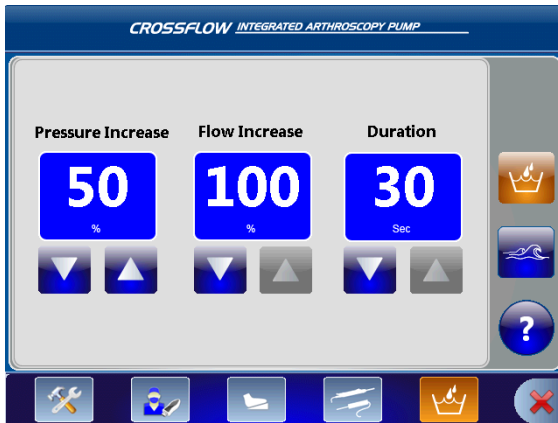 CROSSFLOW INTEGRATED ARTHROSCOPY PUMP
Pressure Increase Flow Increase Duration
50 100 30
% % Sec
?